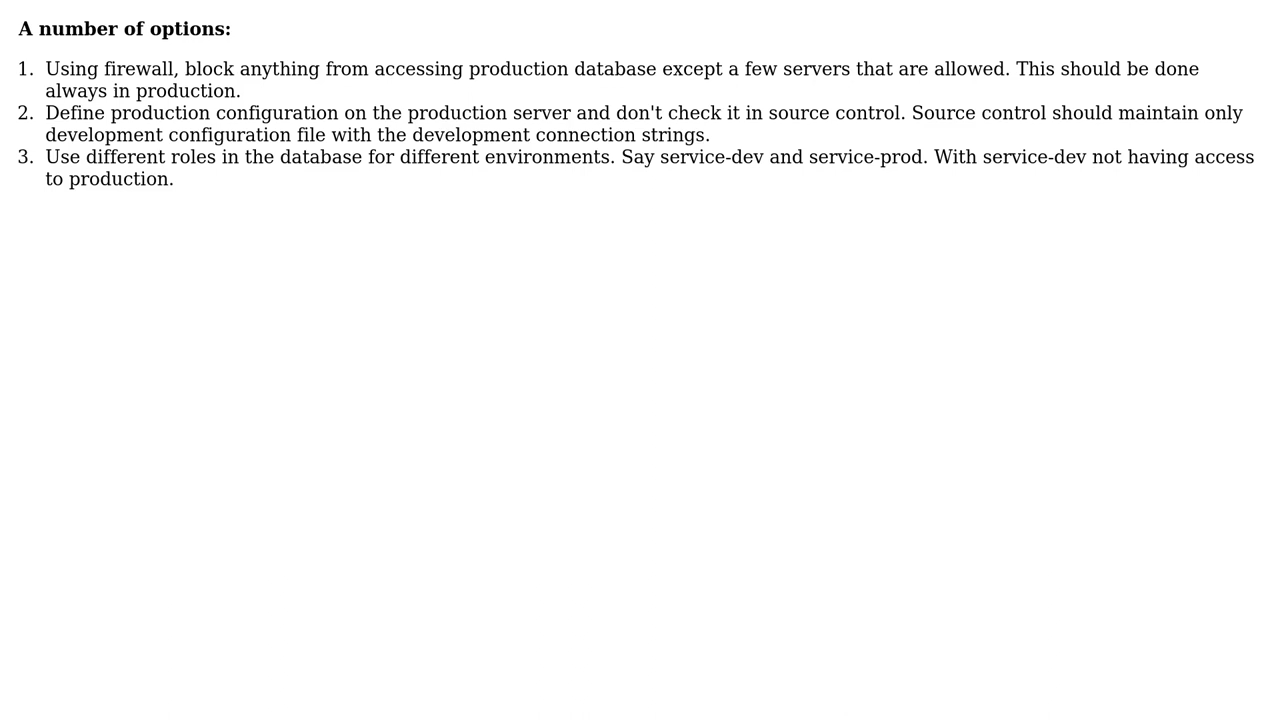 A number of options:
1. Using firewall, block anything from accessing production database except a few servers that are allowed. This should be done
always in production.
2. Define production configuration on the production server and don't check it in source control. Source control should maintain only
development configuration file with the development connection strings.
3. Use different roles in the database for different environments. Say service-dev and service-prod. With service-dev not having access
to production.